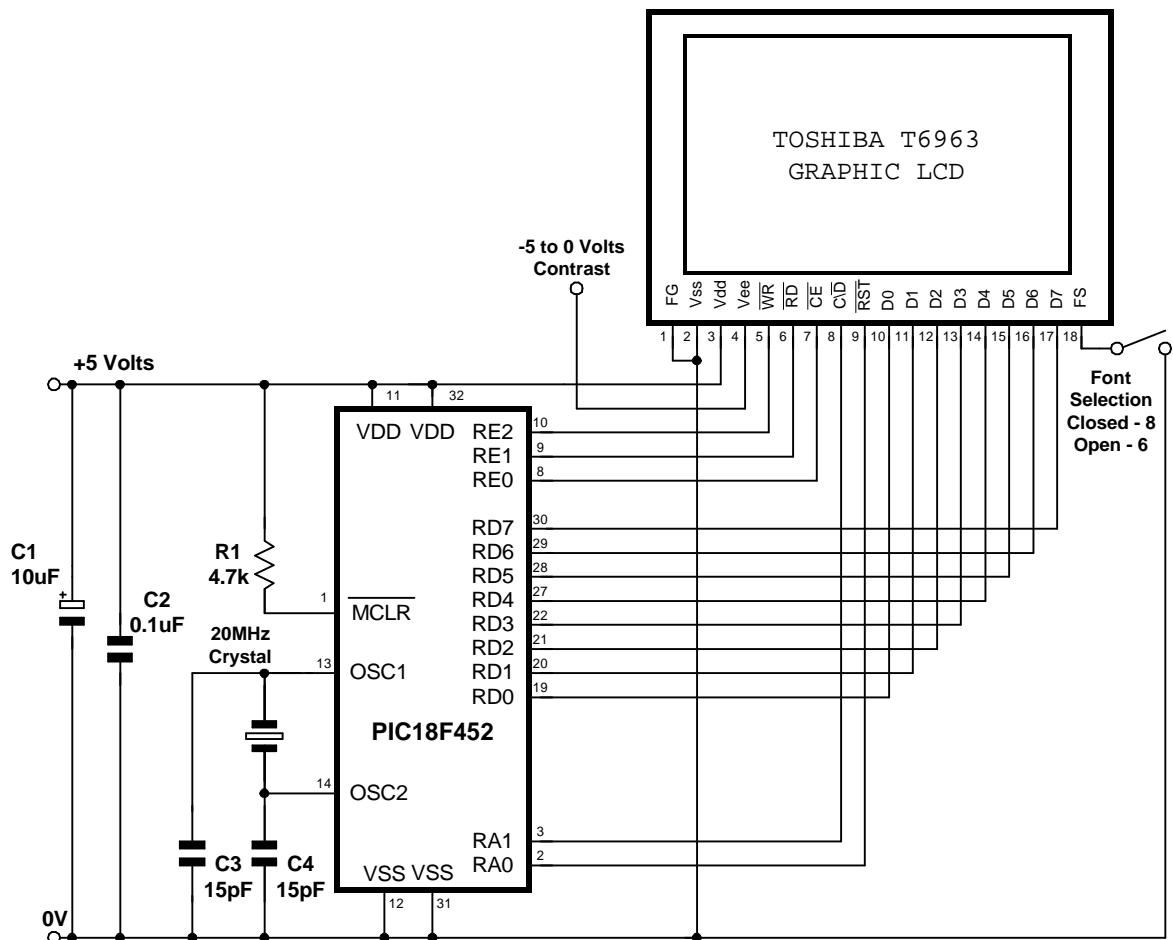 TOSHIBA T6963
GRAPHIC LCD
-5 to 0 Volts
Contrast
FG
Vss
Vdd
Vee
WR
RD
CE
C\D
RST
D0
D1
D2
D3
D4
D5
D6
D7
FS
1 2 3 4 5 6 7 8 9 10 11 12 13 14 15 16 17 18
+5 Volts
Font
Selection
Closed - 8
Open - 6
11 32
VDD VDD
RE2 10
RE1 9
RE0 8
RD7 30
RD6 29
RD5 28
RD4 27
RD3 22
RD2 21
RD1 20
RD0 19
C1
10uF
+
C2
0.1uF
R1
4.7k
1 MCLR
20MHz
Crystal
13 OSC1
PIC18F452
14 OSC2
RA1 3
RA0 2
C3
15pF
C4
15pF
VSS VSS
12 31
0V